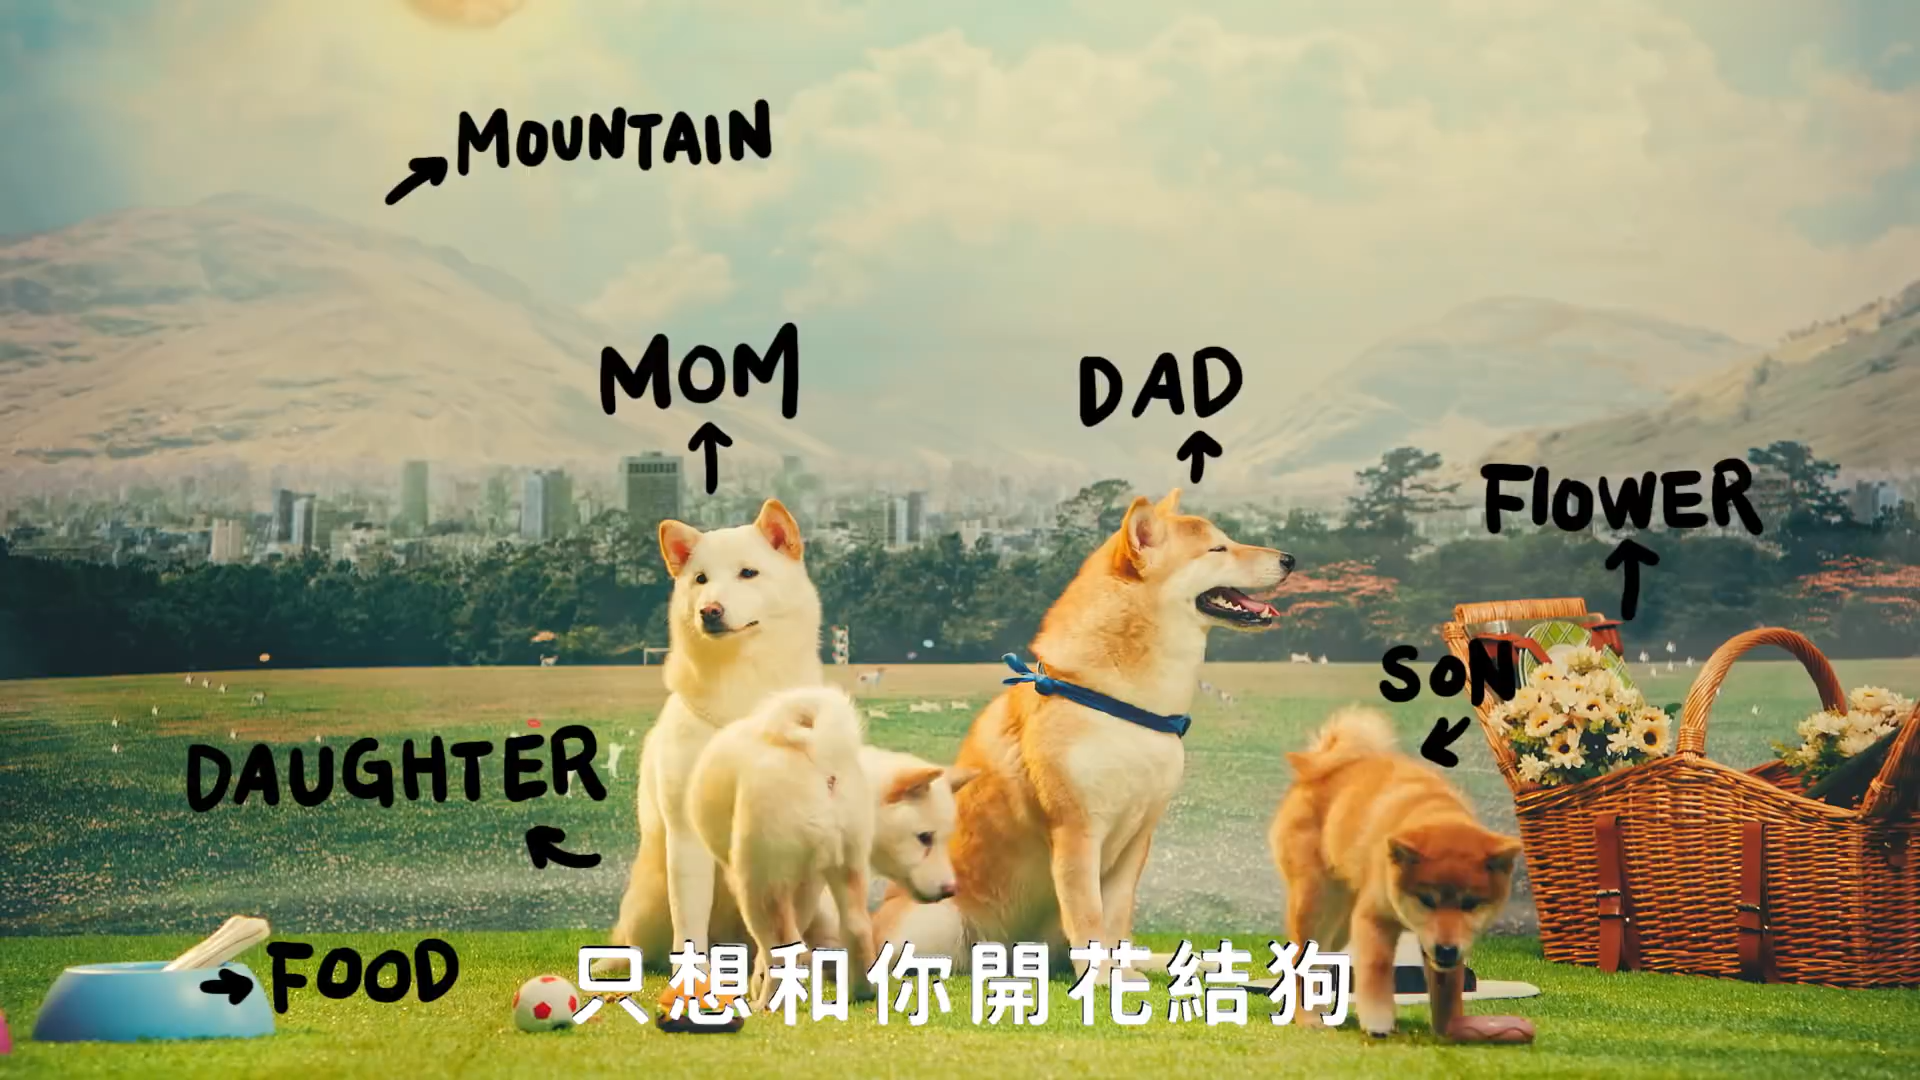 MOUNTAIN
MOM
DAD
FlOWER
SON
DAUGHTER
FOOD
只想和你開花結狗